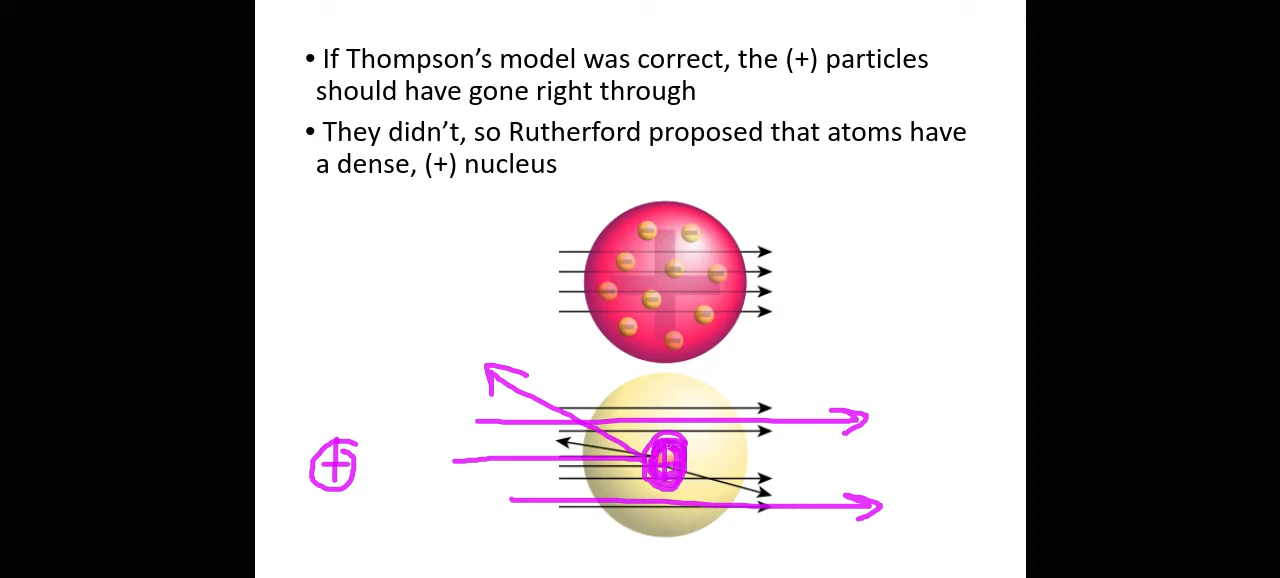 • If Thompson’s model was correct, the (+) particles
should have gone right through
• They didn’t, so Rutherford proposed that atoms have
a dense, (+) nucleus